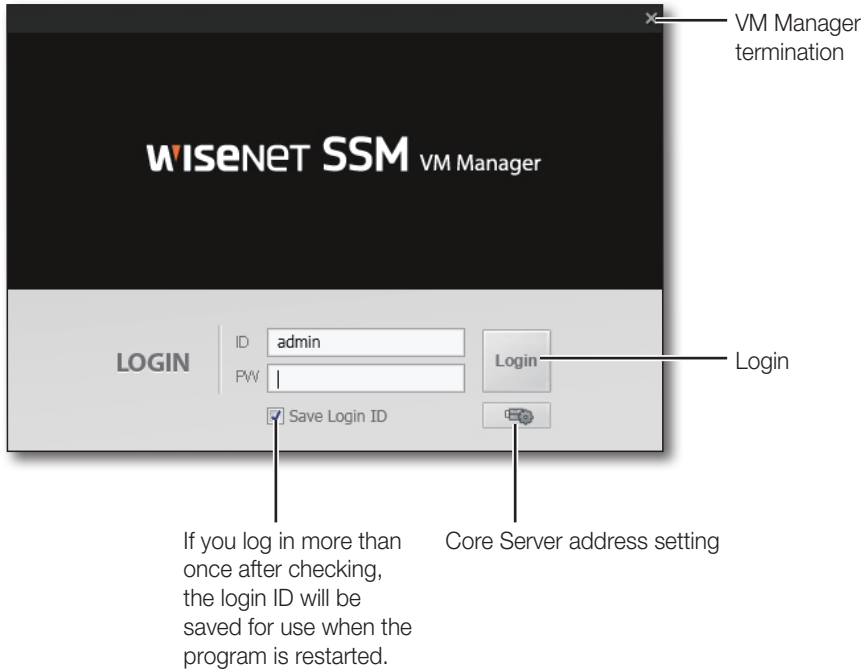 VM Manager
termination
WISENET SSM VM Manager
LOGIN
ID admin
PW
Login
Save Login ID
Login
If you log in more than
once after checking,
the login ID will be
saved for use when the
program is restarted.
Core Server address setting